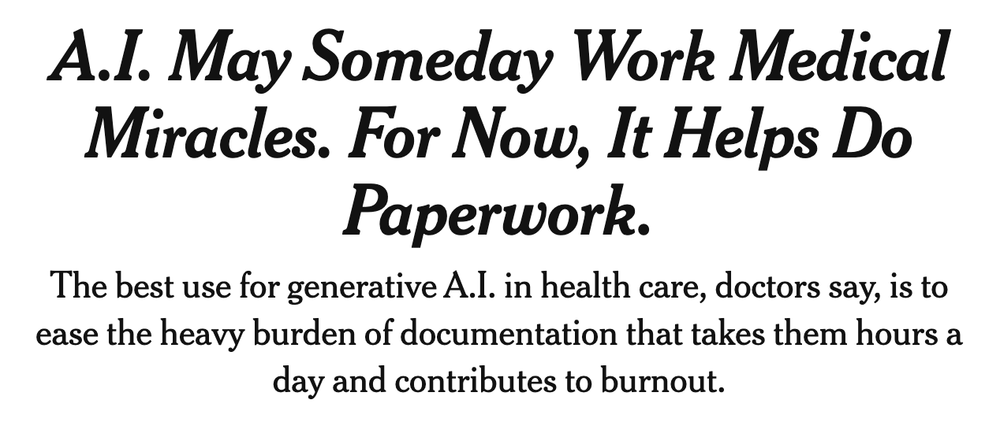 A.I. May Someday Work Medical
Miracles. For Now, It Helps Do
Paperwork.
The best use for generative A.I. in health care, doctors say, is to
ease the heavy burden of documentation that takes them hours a
day and contributes to burnout.